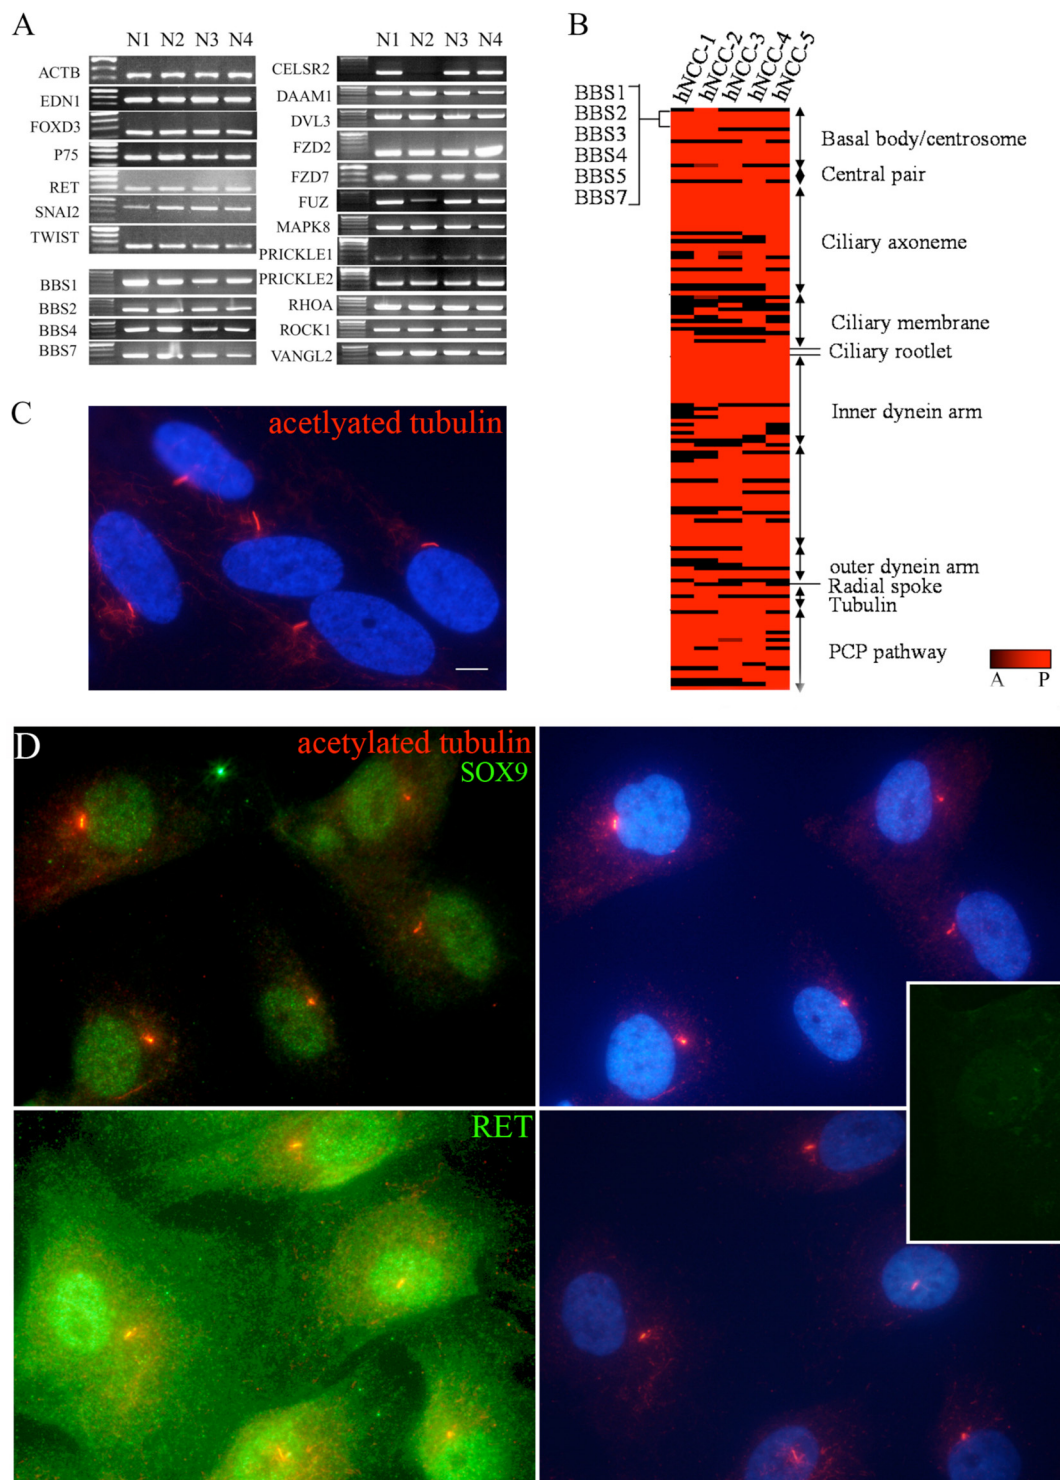 A
N1 N2 N3 N4
ACTB
EDN1
FOXD3
P75
RET
SNAI2
TWIST
BBS1
BBS2
BBS4
BBS7
N1 N2 N3 N4
CELSR2
DAAM1
DVL3
FZD2
FZD7
FUZ
MAPK8
PRICKLE1
PRICKLE2
RHOA
ROCK1
VANGL2
B
hNCC-1
hNCC-2
hNCC-3
hNCC-4
hNCC-5
BBS1
BBS2
BBS3
BBS4
BBS5
BBS7
Basal body/centrosome
Central pair
Ciliary axoneme
Ciliary membrane
Ciliary rootlet
Inner dynein arm
outer dynein arm
Radial spoke
Tubulin
PCP pathway
A P
C
acetlyated tubulin
D
acetylated tubulin
SOX9
RET